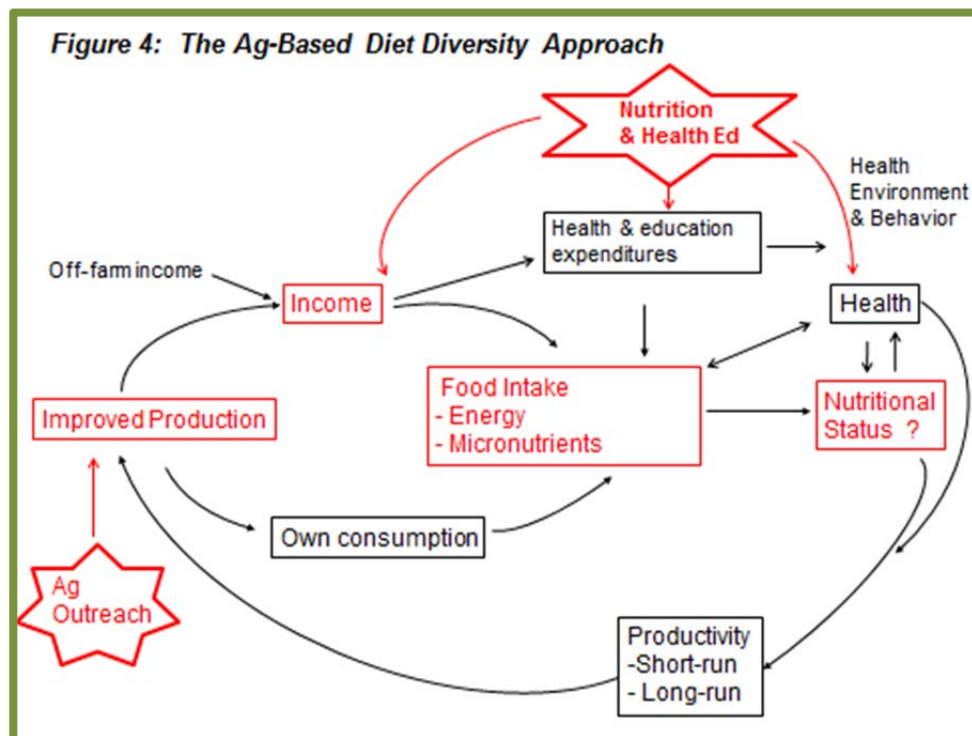 Figure 4: The Ag-Based Diet Diversity Approach
Nutrition
& Health Ed
Health
Environment
& Behavior
Health & education
expenditures
Off-farm income
Income
Health
Food Intake
- Energy
- Micronutrients
Nutritional
Status ?
Improved Production
Own consumption
Ag
Outreach
Productivity
-Short-run
- Long-run